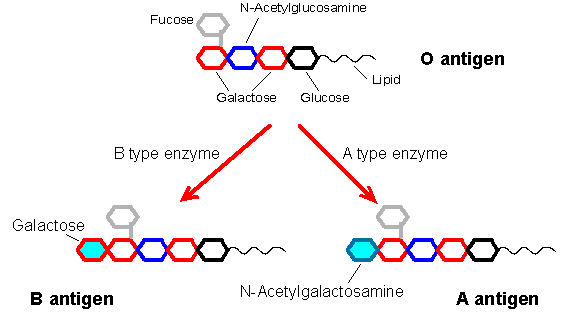 N-Acetylglucosamine
Fucose
O antigen
Lipid
Galactose
Glucose
B type enzyme
A type enzyme
Galactose
N-Acetylgalactosamine
B antigen
A antigen